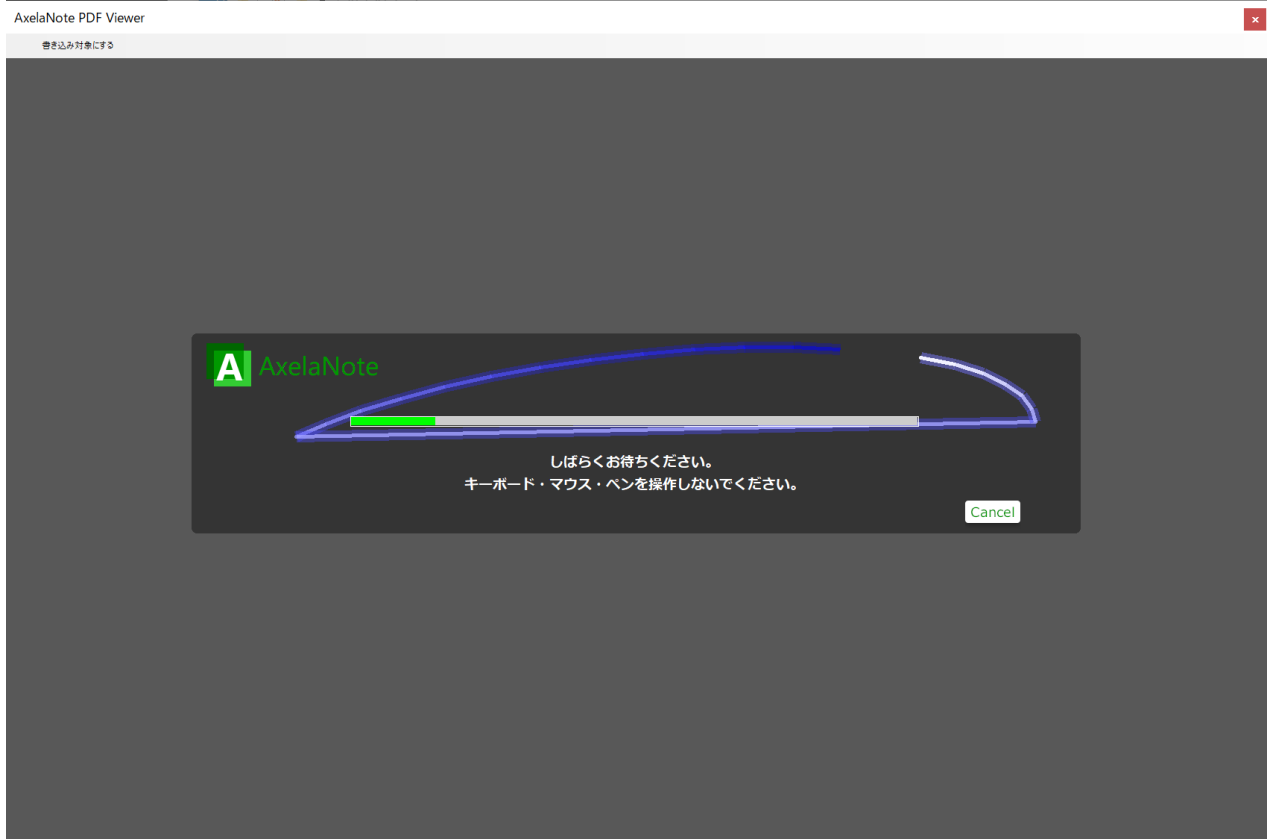 AxelaNote PDF Viewer
書き込み対象にする
A AxelaNote
しばらくお待ちください。
キーボード・マウス・ペンを操作しないでください。
Cancel